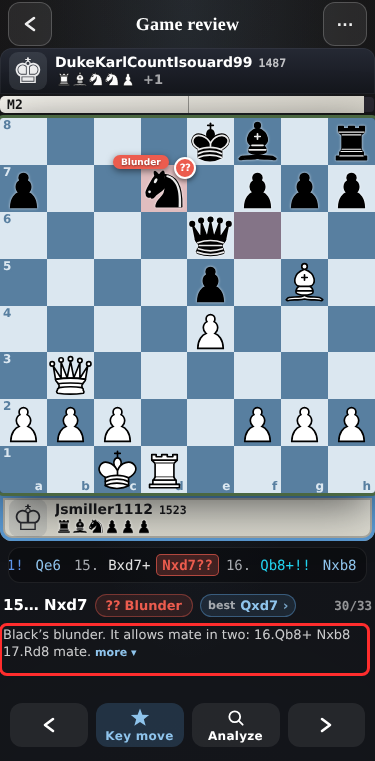 Game review
...
DukeKarlCountIsouard99 1487
+1
M2
8
7
Blunder ??
6
5
4
3
2
1
a b c d e f g h
Jsmiller1112 1523
1! Qe6 15. Bxd7+ Nxd7?? 16. Qb8+!! Nxb8
15... Nxd7 ?? Blunder best Qxd7 › 30/33
Black’s blunder. It allows mate in two: 16.Qb8+ Nxb8
17.Rd8 mate. more ▾
Key move Analyze